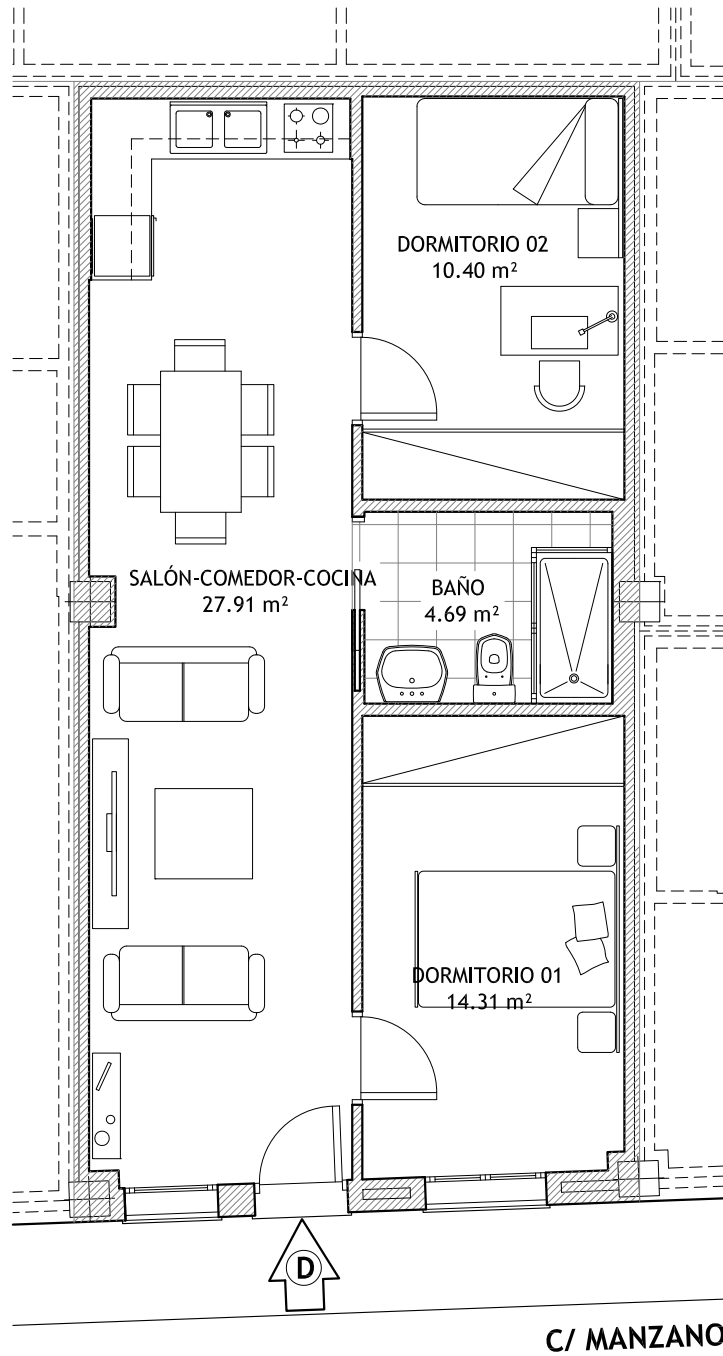 DORMITORIO 02
10.40 m²
SALÓN-COMEDOR-COCINA
27.91 m²
BAÑO
4.69 m²
DORMITORIO 01
14.31 m²
D
C/ MANZANO